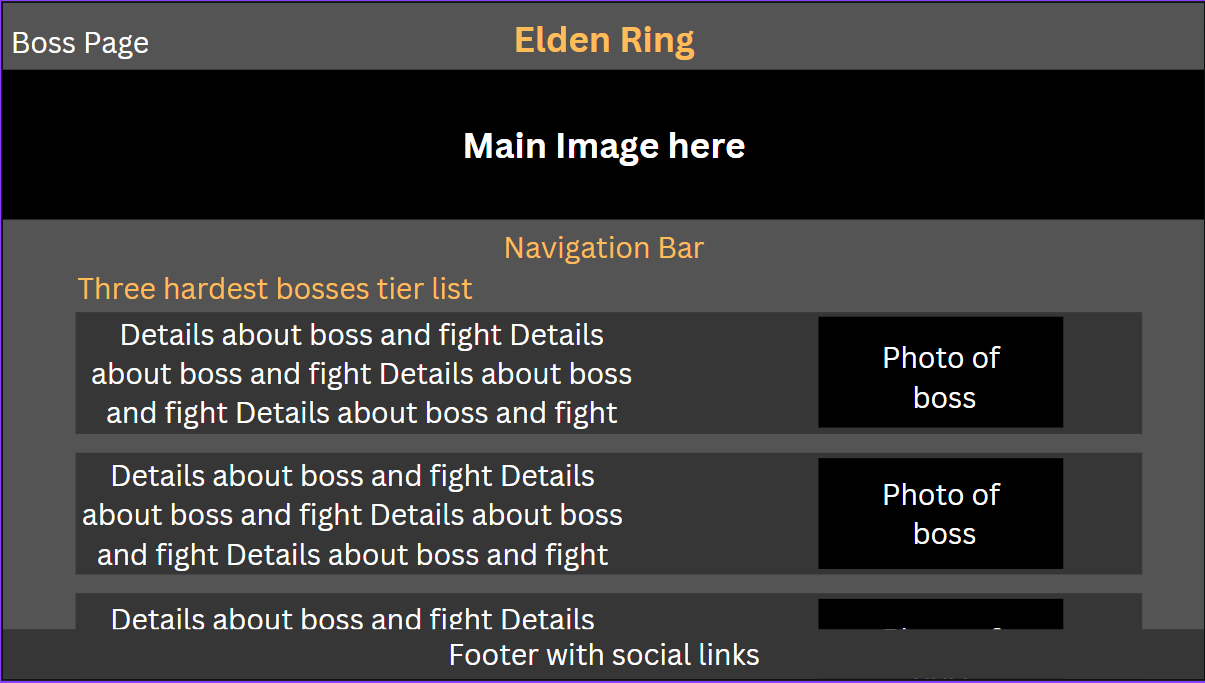 Boss Page
Elden Ring
Main Image here
Navigation Bar
Three hardest bosses tier list
Details about boss and fight Details
about boss and fight Details about boss
and fight Details about boss and fight
Photo of
boss
Details about boss and fight Details
about boss and fight Details about boss
and fight Details about boss and fight
Photo of
boss
Details about boss and fight Details
Footer with social links